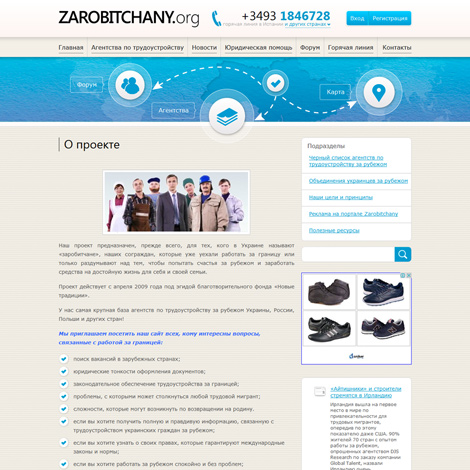 ZAROBITCHANY.org
+3493 1846728
горячая линия в Испании и других странах
Вход Регистрация
Главная Агентства по трудоустройству Новости Юридическая помощь Форум Горячая линия Контакты
Форум
Агентства
Карта
О проекте
Наш проект предназначен, прежде всего, для тех, кого в Украине называют
«заробитчане», наших сограждан, которые уже уехали работать за границу или
только раздумывают над тем, чтобы попытать счастья за рубежом и заработать
средства на достойную жизнь для себя и своей семьи.
Проект действует с апреля 2009 года под эгидой благотворительного фонда «Новые
традиции».
У нас самая крупная база агентств по трудоустройству за рубежом Украины, России,
Польши и других стран!
Мы приглашаем посетить наш сайт всех, кому интересны вопросы,
связанные с работой за границей:
поиск вакансий в зарубежных странах;
юридические тонкости оформления документов;
законодательное обеспечение трудоустройства за границей;
проблемы, с которыми может столкнуться любой трудовой мигрант;
сложности, которые могут возникнуть по возвращении на родину.
если вы хотите получить полную и правдивую информацию, связанную с
трудоустройством украинских граждан за рубежом;
если вы хотите узнать о своих правах, которые гарантируют международные
законы и нормы;
если вы хотите работать за рубежом спокойно и без проблем;
Подразделы
Черный список агентств по
трудоустройству за рубежом
Объединения украинцев за рубежом
Наши цели и принципы
Реклама на портале Zarobitchany
Полезные ресурсы
«Айтишники» и строители
стремятся в Ирландию
Ирландия вышла на первое
место в мире по
привлекательности для
трудовых мигрантов,
опередив по этому
показателю даже США. 90%
жителей 70 стран с опытом
работы за рубежом,
опрошенных агентством EIS
Research по заказу компании
Global Talent, назвали